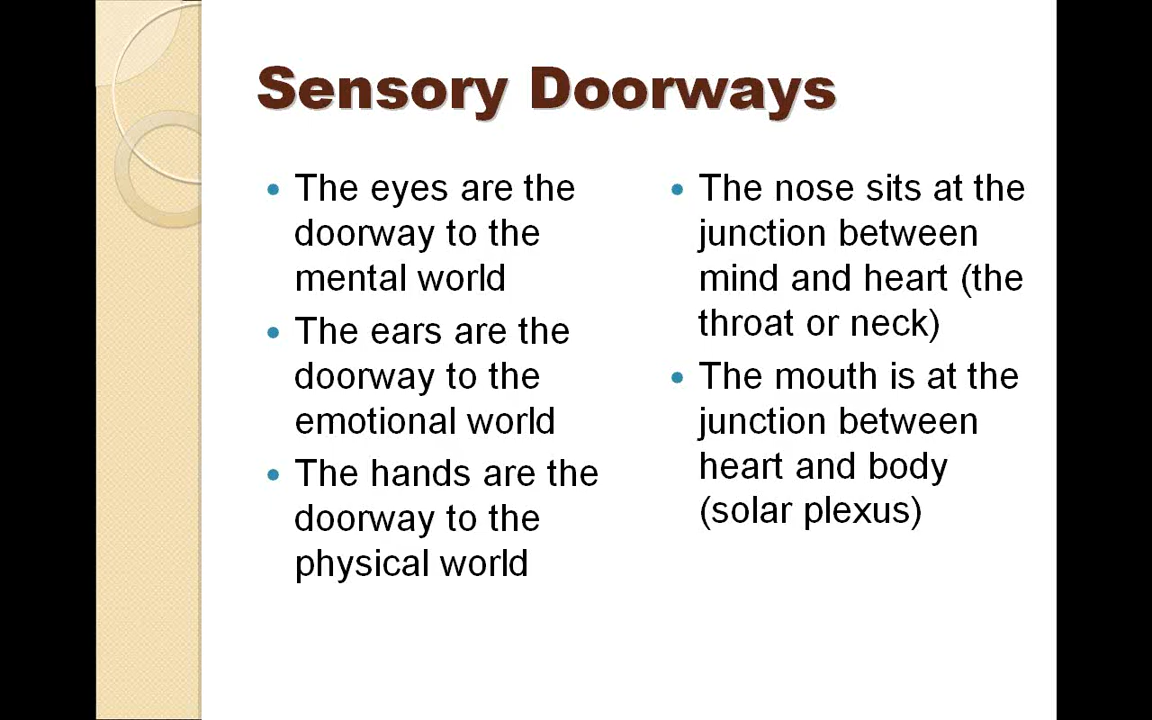 Sensory Doorways
The eyes are the
doorway to the
mental world
The ears are the
doorway to the
emotional world
The hands are the
doorway to the
physical world
The nose sits at the
junction between
mind and heart (the
throat or neck)
The mouth is at the
junction between
heart and body
(solar plexus)